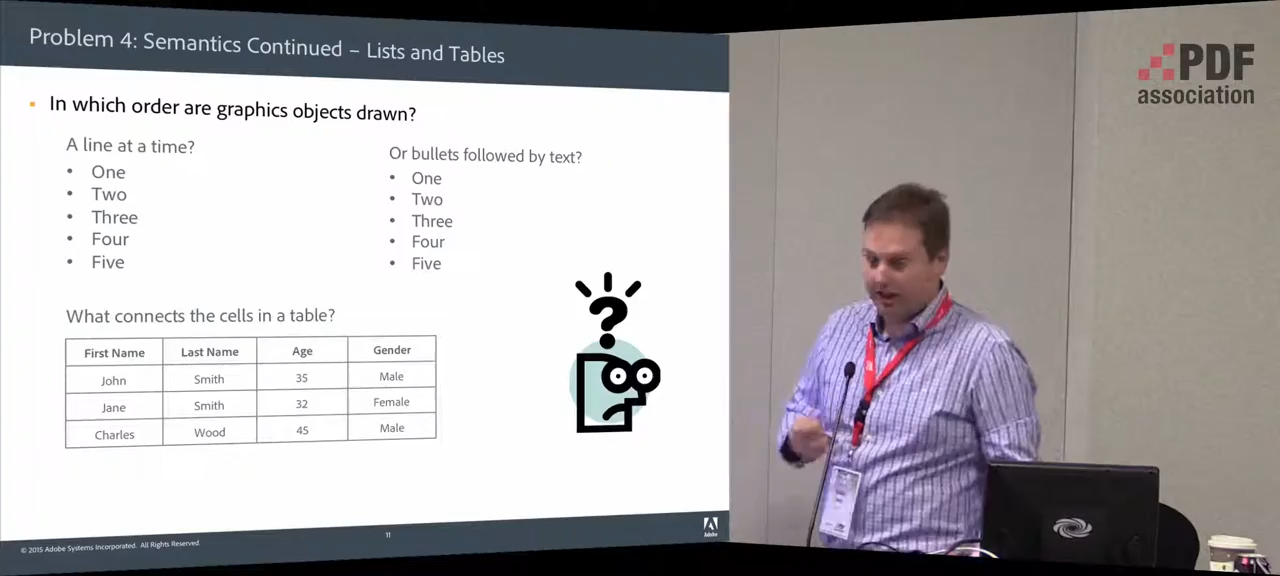 Problem 4: Semantics Continued – Lists and Tables
▪ In which order are graphics objects drawn?
A line at a time?
• One
• Two
• Three
• Four
• Five
Or bullets followed by text?
• One
• Two
• Three
• Four
• Five
What connects the cells in a table?
First Name Last Name Age Gender
John Smith 35 Male
Jane Smith 32 Female
Charles Wood 45 Male
?
© 2015 Adobe Systems Incorporated. All Rights Reserved.
11
Adobe
PDF
association